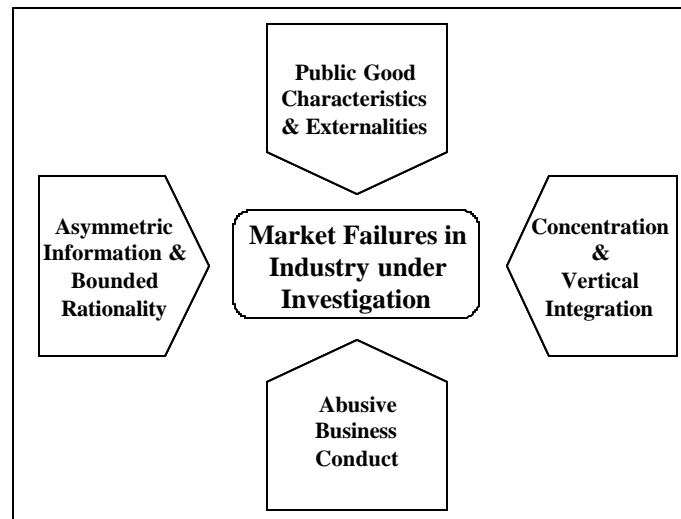 Public Good
Characteristics
& Externalities
Asymmetric
Information &
Bounded
Rationality
Market Failures in
Industry under
Investigation
Concentration
&
Vertical
Integration
Abusive
Business
Conduct